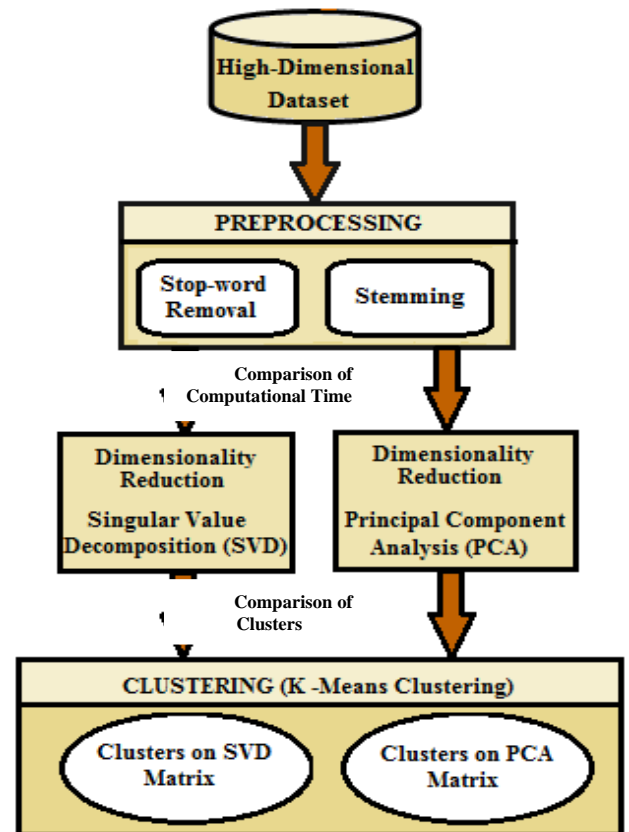 High-Dimensional
Dataset
PREPROCESSING
Stop-word
Removal
Stemming
Comparison of
Computational Time
Dimensionality
Reduction
Singular Value
Decomposition (SVD)
Dimensionality
Reduction
Principal Component
Analysis (PCA)
Comparison of
Clusters
CLUSTERING (K -Means Clustering)
Clusters on SVD
Matrix
Clusters on PCA
Matrix